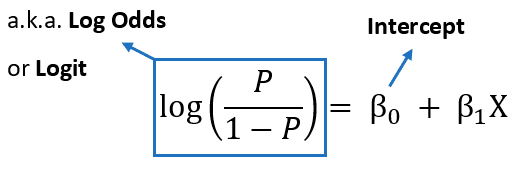 a.k.a. Log Odds
or Logit
Intercept
log(P / 1 − P) = β₀ + β₁X